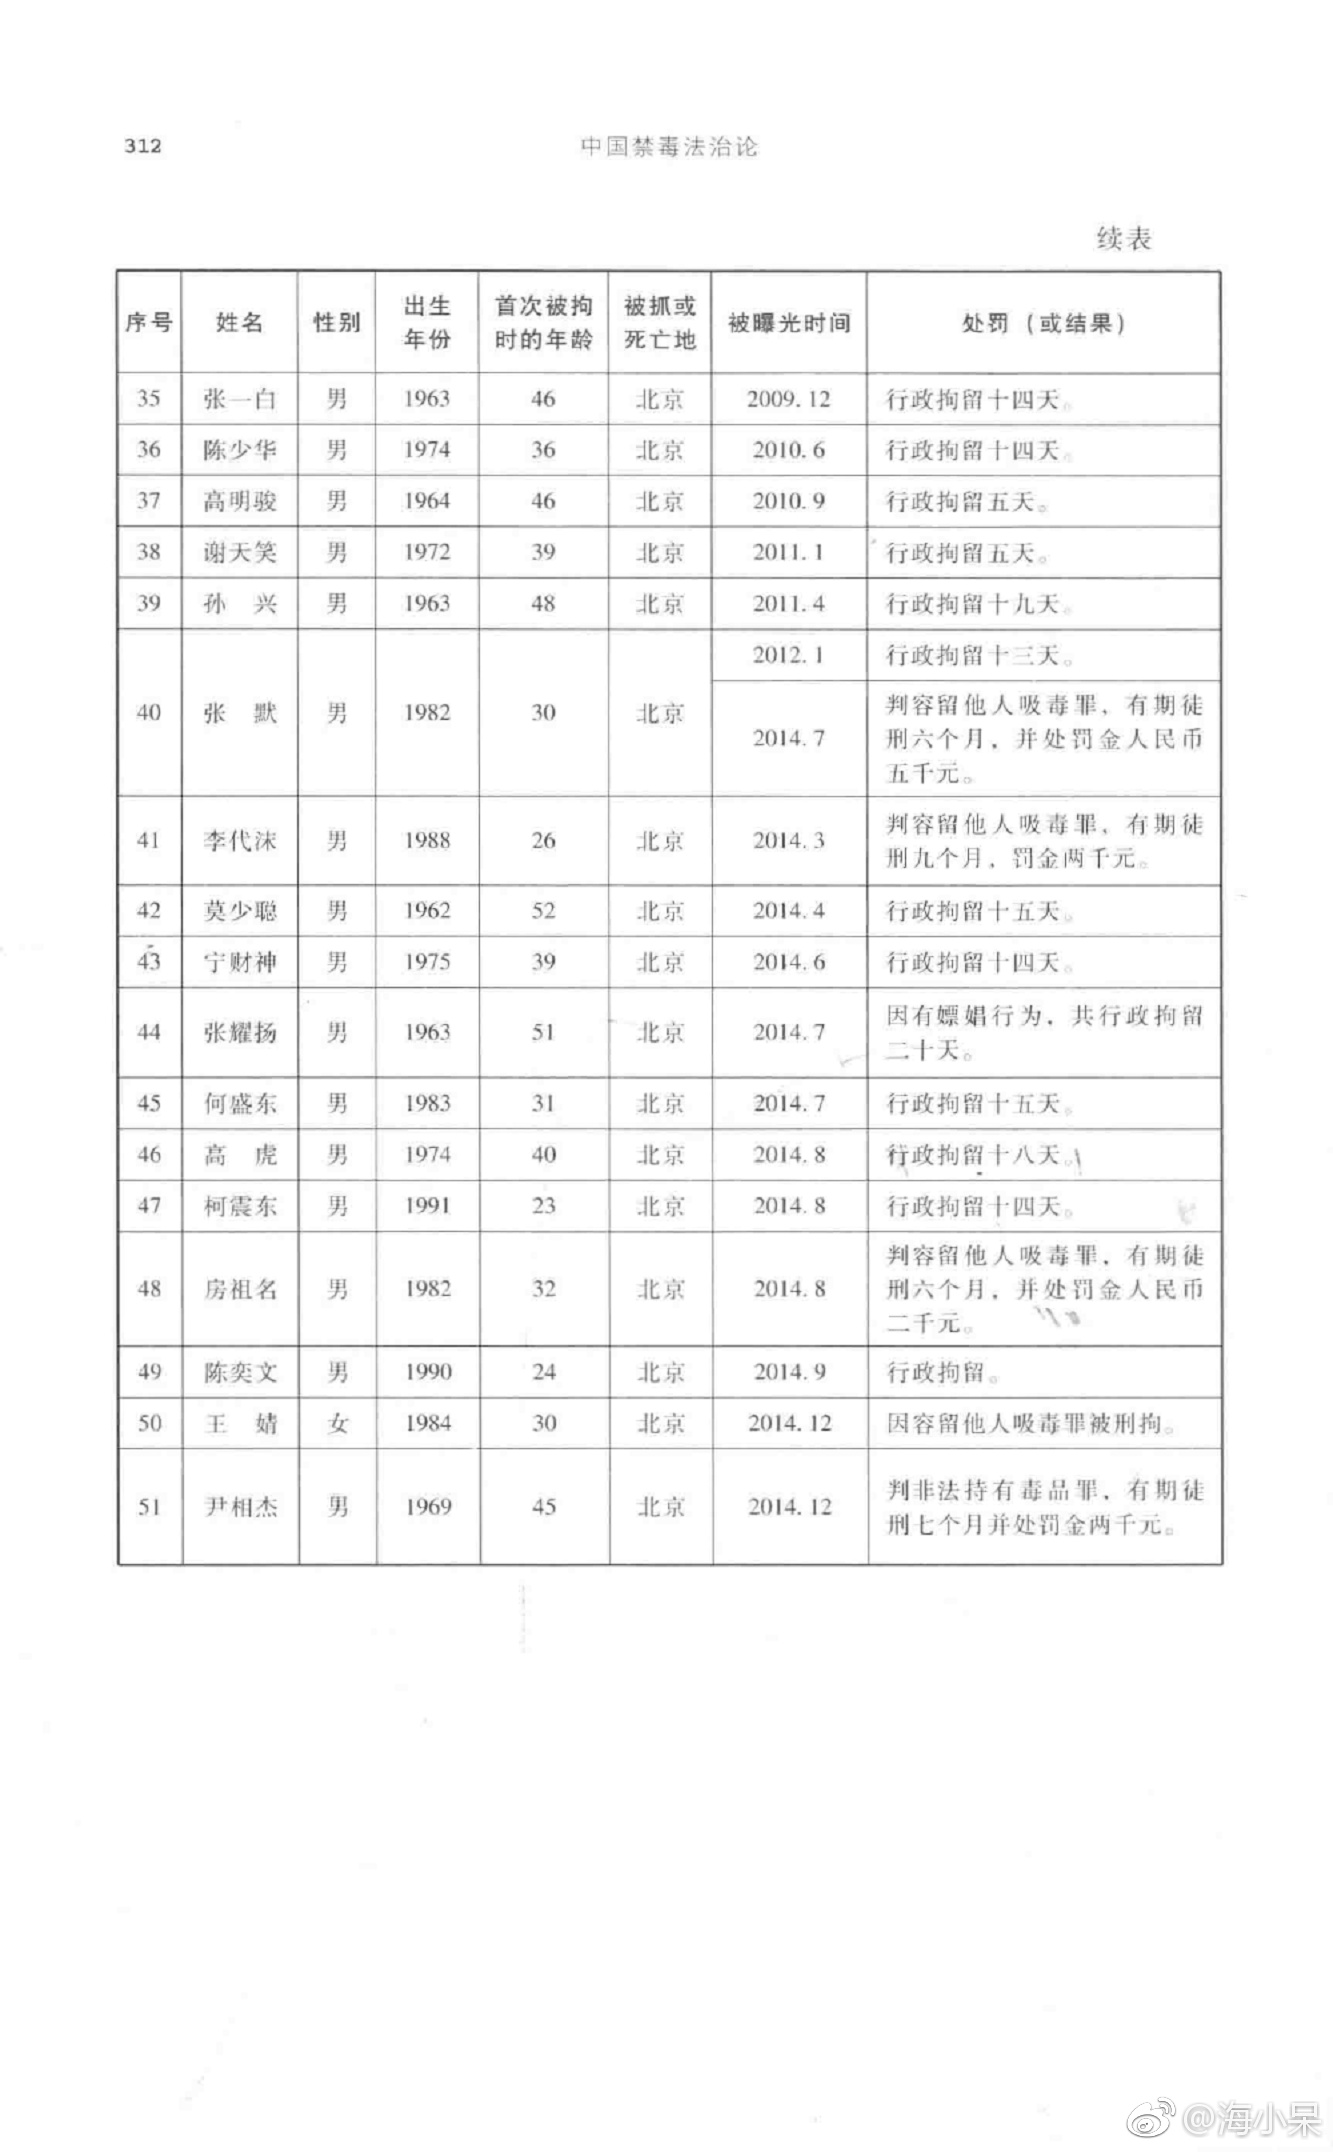 312
中国禁毒法治论
续表
序号 姓名 性别 出生年份 首次被拘时的年龄 被抓或死亡地 被曝光时间 处罚（或结果）
35 张一白 男 1963 46 北京 2009.12 行政拘留十四天。
36 陈少华 男 1974 36 北京 2010.6 行政拘留十四天。
37 高明骏 男 1964 46 北京 2010.9 行政拘留五天。
38 谢天笑 男 1972 39 北京 2011.1 行政拘留五天。
39 孙 兴 男 1963 48 北京 2011.4 行政拘留十九天。
40 张 默 男 1982 30 北京 2012.1 行政拘留十三天。
2014.7 判容留他人吸毒罪，有期徒
刑六个月，并处罚金人民币
五千元。
41 李代沫 男 1988 26 北京 2014.3 判容留他人吸毒罪，有期徒
刑九个月，罚金两千元。
42 莫少聪 男 1962 52 北京 2014.4 行政拘留十五天。
43 宁财神 男 1975 39 北京 2014.6 行政拘留十四天。
44 张耀扬 男 1963 51 北京 2014.7 因有嫖娼行为，共行政拘留
二十天。
45 何盛东 男 1983 31 北京 2014.7 行政拘留十五天。
46 高 虎 男 1974 40 北京 2014.8 行政拘留十八天。
47 柯震东 男 1991 23 北京 2014.8 行政拘留十四天。
48 房祖名 男 1982 32 北京 2014.8 判容留他人吸毒罪，有期徒
刑六个月，并处罚金人民币
二千元。
49 陈奕文 男 1990 24 北京 2014.9 行政拘留。
50 王 婧 女 1984 30 北京 2014.12 因容留他人吸毒罪被刑拘。
51 尹相杰 男 1969 45 北京 2014.12 判非法持有毒品罪，有期徒
刑七个月并处罚金两千元。
@海小呆